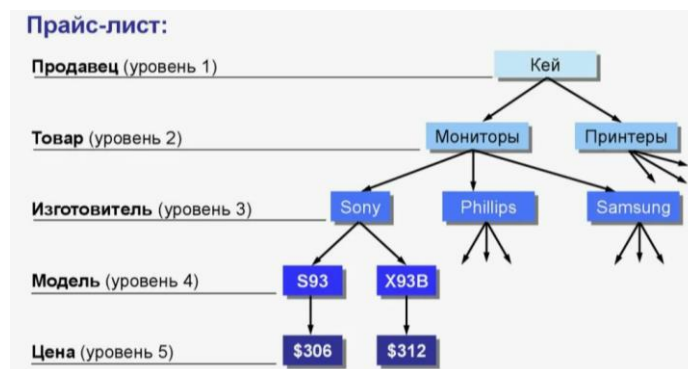 Прайс-лист:
Продавец (уровень 1)
Кей
Товар (уровень 2)
Мониторы
Принтеры
Изготовитель (уровень 3)
Sony
Phillips
Samsung
Модель (уровень 4)
S93
X93B
Цена (уровень 5)
$306
$312